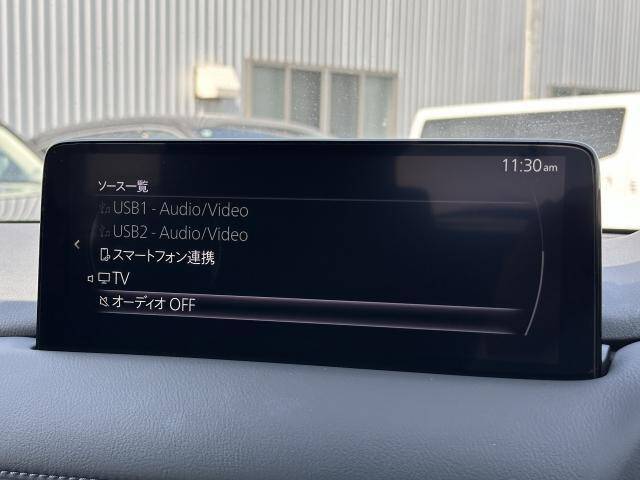 11:30am
ソース一覧
USB1 - Audio/Video
USB2 - Audio/Video
スマートフォン連携
TV
オーディオ OFF